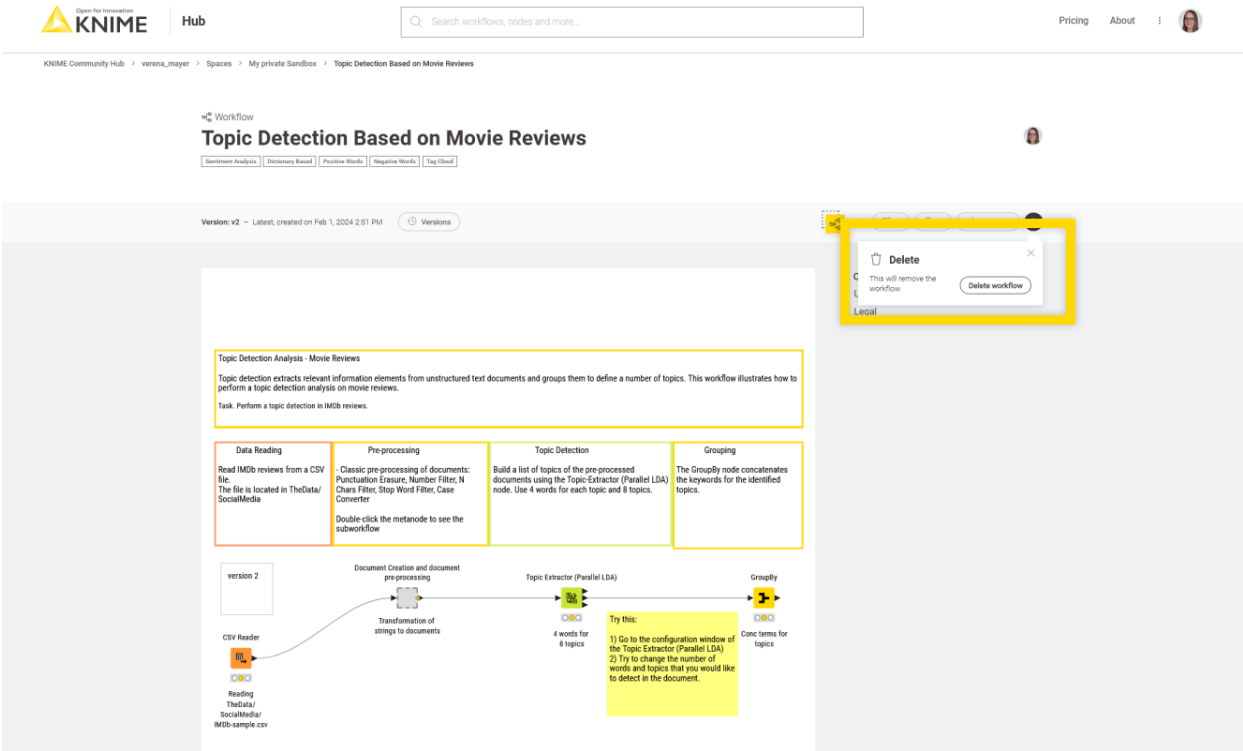 Open for Innovation
KNIME
Hub
Search workflows, nodes and more...
Pricing
About
KNIME Community Hub > verena_mayer > Spaces > My private Sandbox > Topic Detection Based on Movie Reviews
Workflow
Topic Detection Based on Movie Reviews
Sentiment Analysis
Dictionary Based
Positive Words
Negative Words
Tag Cloud
Version: v2 – Latest, created on Feb 1, 2024 2:51 PM
Versions
Delete
This will remove the
workflow.
Delete workflow
Legal
Topic Detection Analysis - Movie Reviews
Topic detection extracts relevant information elements from unstructured text documents and groups them to define a number of topics. This workflow illustrates how to
perform a topic detection analysis on movie reviews.
Task. Perform a topic detection in IMDb reviews.
Data Reading
Read IMDb reviews from a CSV
file.
The file is located in TheData/
SocialMedia
Pre-processing
- Classic pre-processing of documents:
Punctuation Erasure, Number Filter, N
Chars Filter, Stop Word Filter, Case
Converter
Double-click the metanode to see the
subworkflow
Topic Detection
Build a list of topics of the pre-processed
documents using the Topic-Extractor (Parallel LDA)
node. Use 4 words for each topic and 8 topics.
Grouping
The GroupBy node concatenates
the keywords for the identified
topics.
version 2
Document Creation and document
pre-processing
Transformation of
strings to documents
Topic Extractor (Parallel LDA)
4 words for
8 topics
GroupBy
Conc terms for
topics
Try this:
1) Go to the configuration window of
the Topic Extractor (Parallel LDA)
2) Try to change the number of
words and topics that you would like
to detect in the document.
CSV Reader
Reading
TheData/
SocialMedia/
IMDb-sample.csv